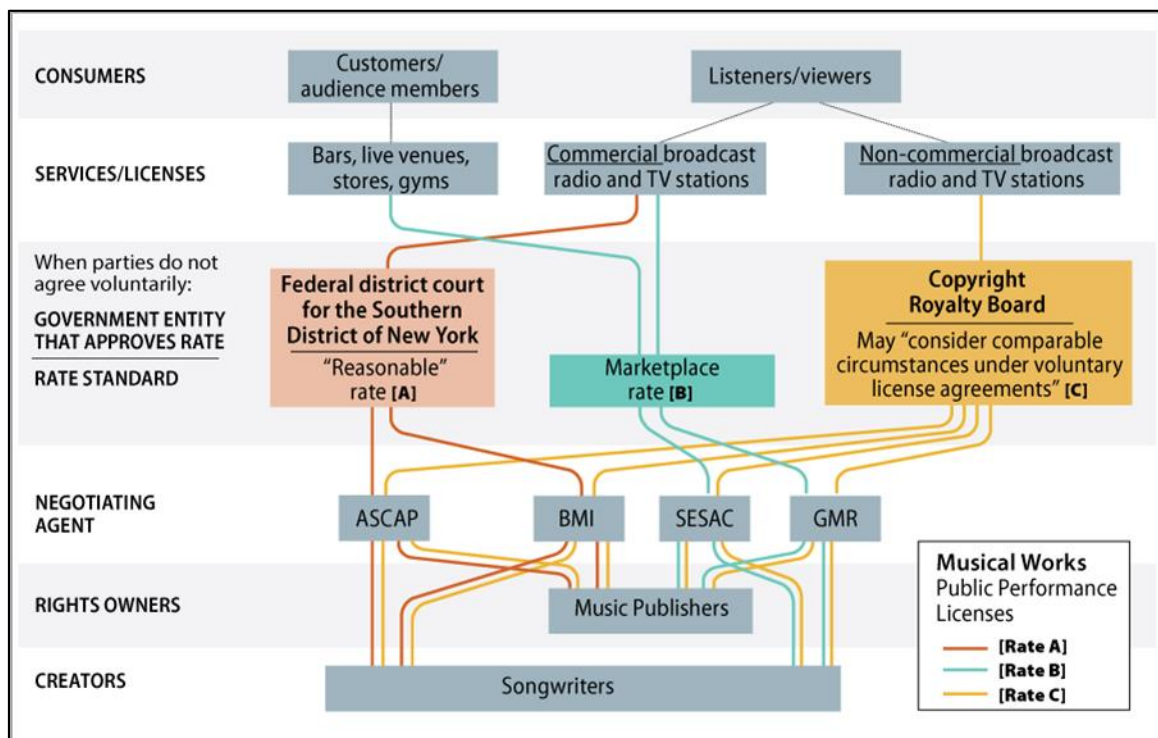 CONSUMERS
Customers/
audience members
Listeners/viewers
SERVICES/LICENSES
Bars, live venues,
stores, gyms
Commercial broadcast
radio and TV stations
Non-commercial broadcast
radio and TV stations
When parties do not
agree voluntarily:
GOVERNMENT ENTITY
THAT APPROVES RATE
RATE STANDARD
Federal district court
for the Southern
District of New York
“Reasonable”
rate [A]
Marketplace
rate [B]
Copyright
Royalty Board
May “consider comparable
circumstances under voluntary
license agreements” [C]
NEGOTIATING
AGENT
ASCAP
BMI
SESAC
GMR
RIGHTS OWNERS
Music Publishers
CREATORS
Songwriters
Musical Works
Public Performance
Licenses
[Rate A]
[Rate B]
[Rate C]